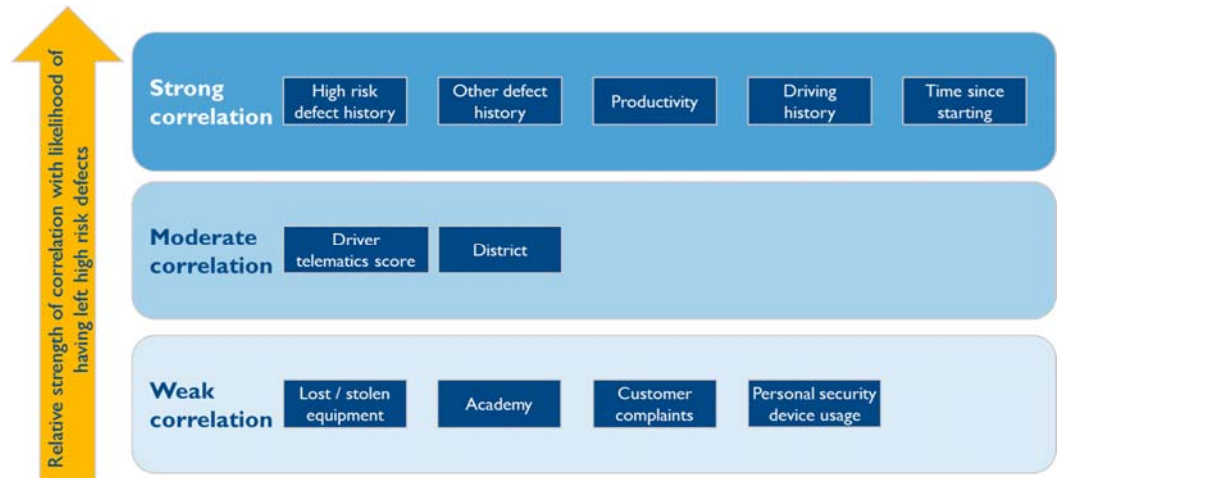 Relative strength of correlation with likelihood of
having left high risk defects
Strong
correlation
High risk
defect history
Other defect
history
Productivity
Driving
history
Time since
starting
Moderate
correlation
Driver
telematics score
District
Weak
correlation
Lost / stolen
equipment
Academy
Customer
complaints
Personal security
device usage